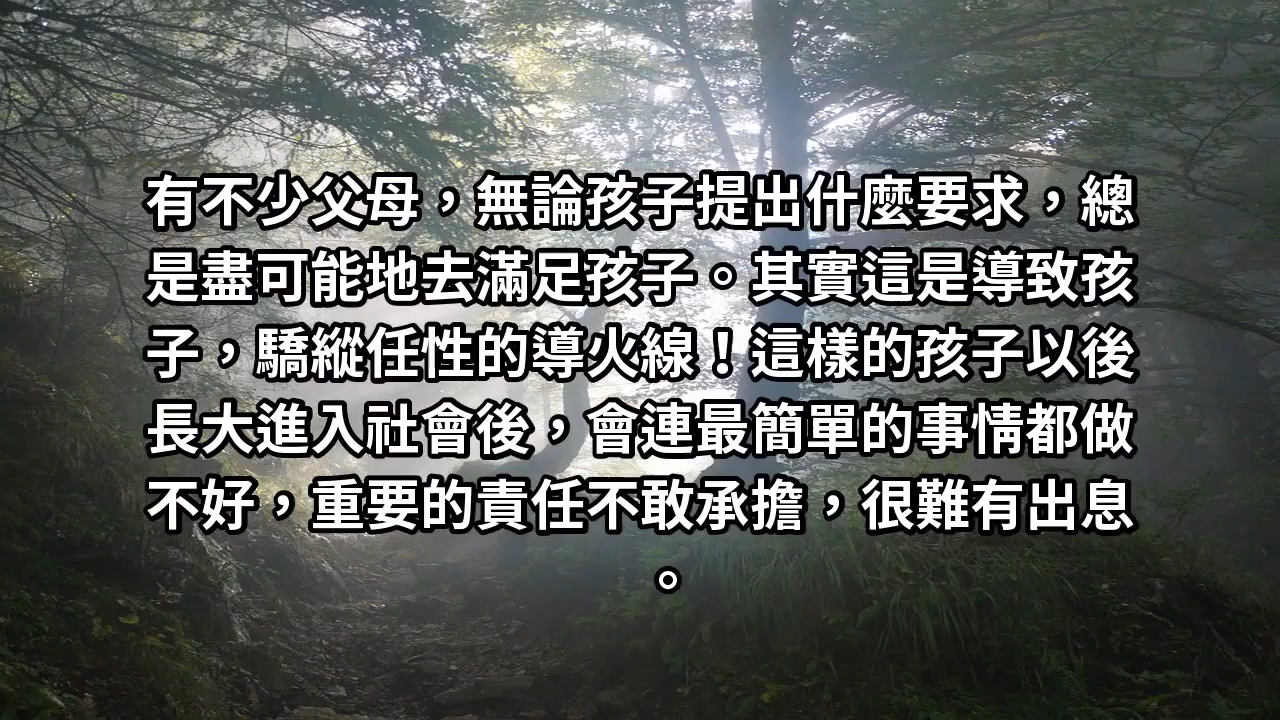 有不少父母，無論孩子提出什麼要求，總
是盡可能地去滿足孩子。其實這是導致孩
子，驕縱任性的導火線！這樣的孩子以後
長大進入社會後，會連最簡單的事情都做
不好，重要的責任不敢承擔，很難有出息
。